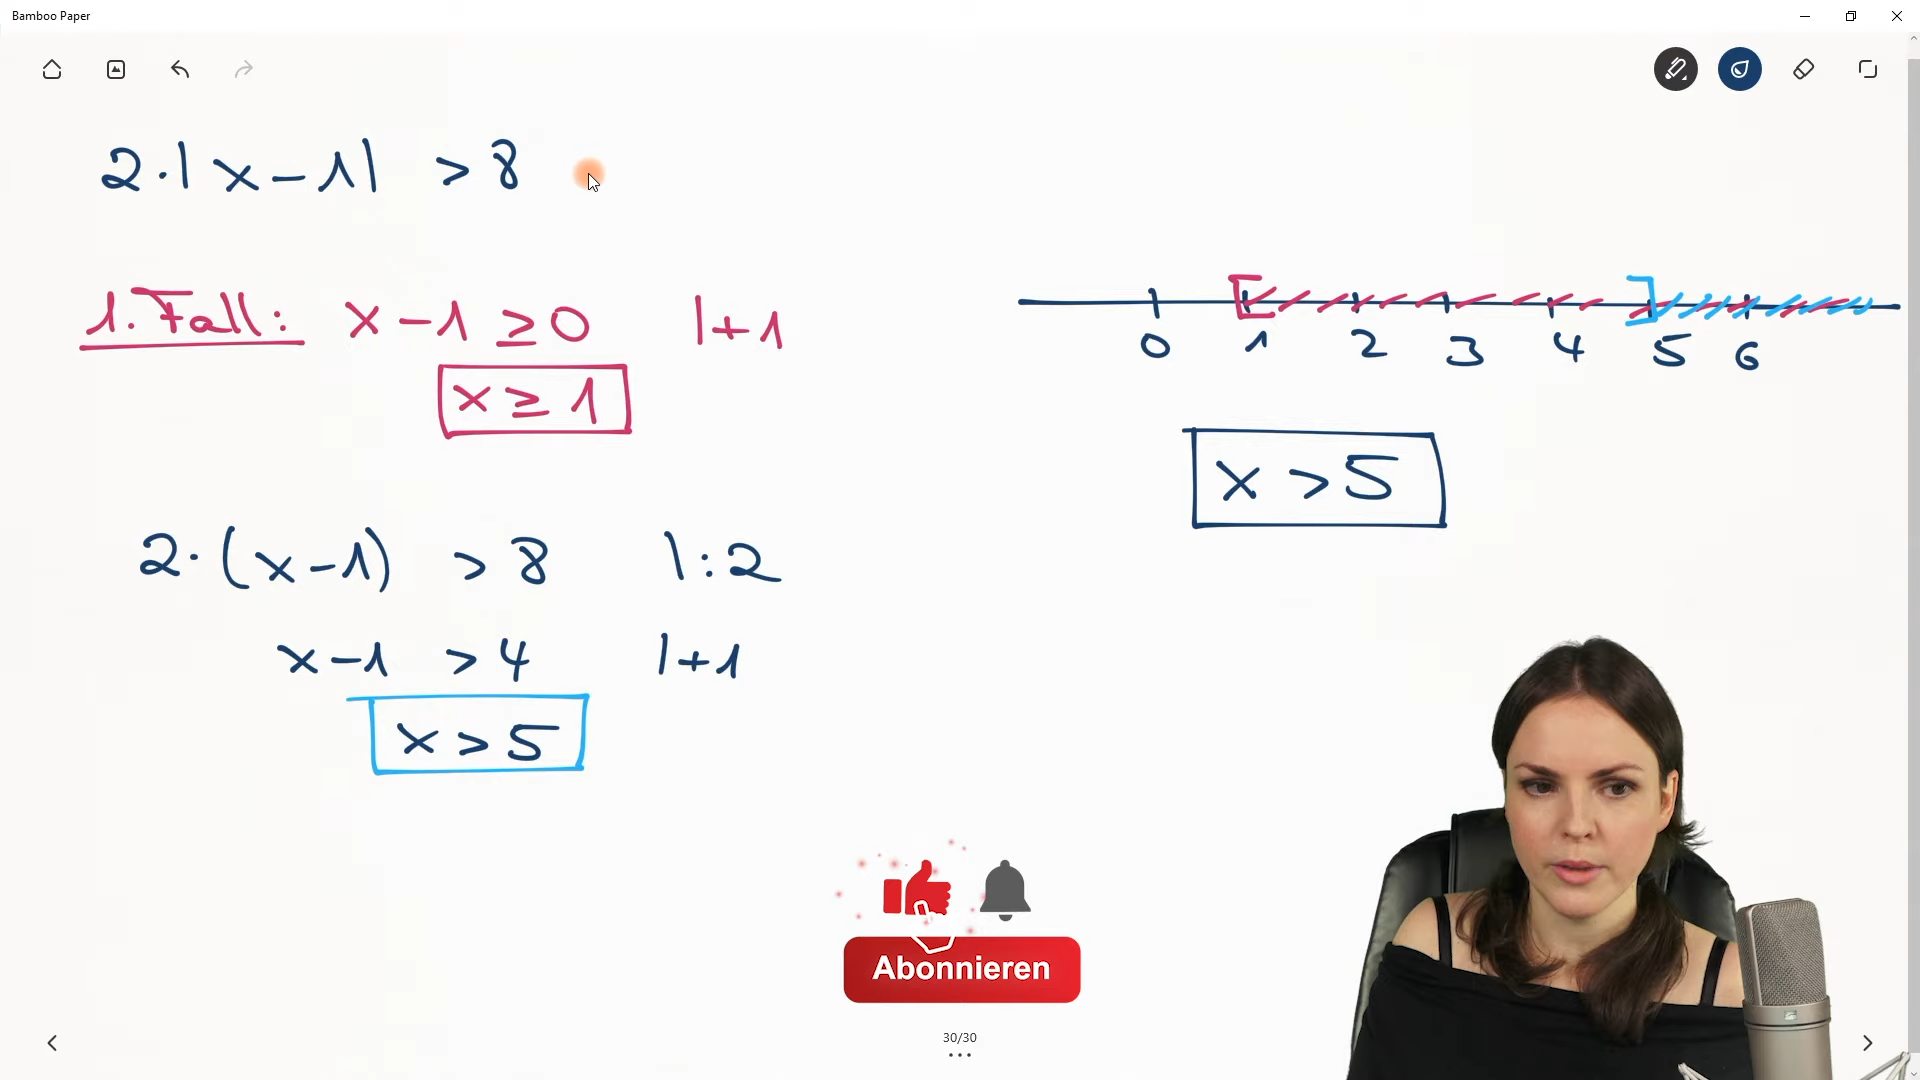 Bamboo Paper
2·|x-1| > 8
1. Fall: x-1 ≥ 0 |+1
x ≥ 1
2·(x-1) > 8 |:2
x-1 > 4 |+1
x > 5
0 1 2 3 4 5 6
x > 5
Abonnieren
30/30